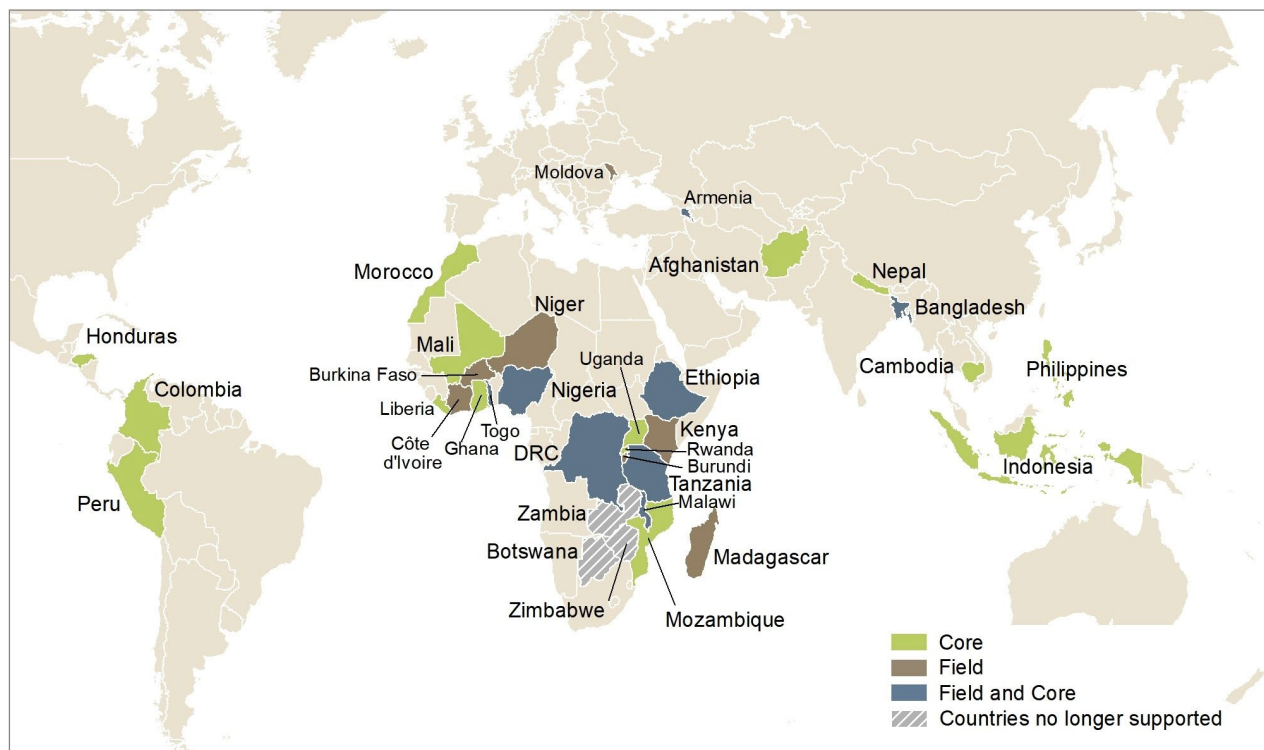 Moldova
Armenia
Morocco
Afghanistan
Nepal
Niger
Bangladesh
Honduras
Mali
Uganda
Cambodia
Philippines
Burkina Faso
Ethiopia
Colombia
Nigeria
Liberia
Togo
Kenya
Côte
d'Ivoire
Ghana
DRC
Rwanda
Burundi
Indonesia
Tanzania
Peru
Malawi
Zambia
Botswana
Madagascar
Zimbabwe
Mozambique
Core
Field
Field and Core
Countries no longer supported